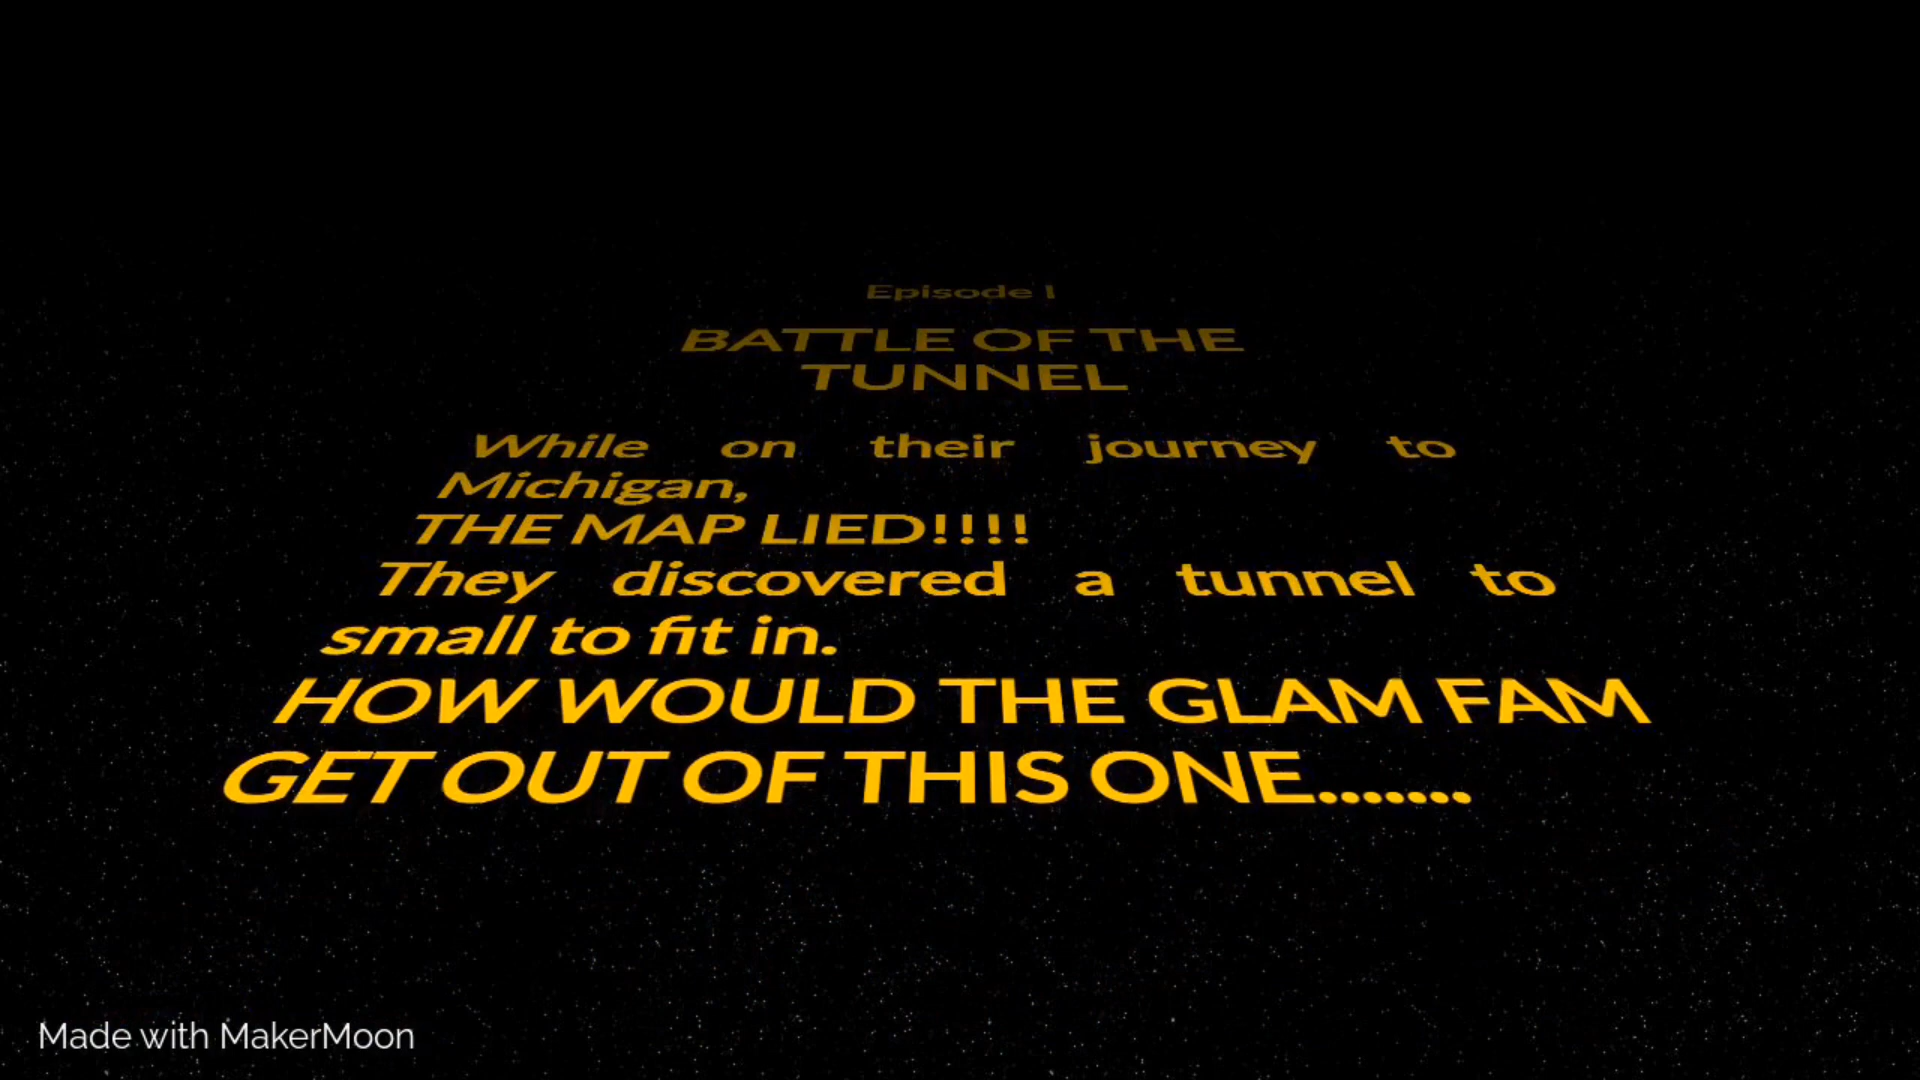 Episode I
BATTLE OF THE
TUNNEL
While on their journey to
Michigan,
THE MAP LIED!!!!
They discovered a tunnel to
small to fit in.
HOW WOULD THE GLAM FAM
GET OUT OF THIS ONE.......
Made with MakerMoon